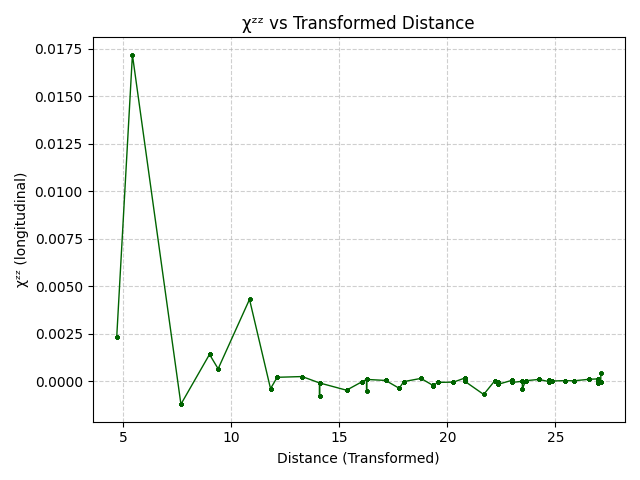 χᶻᶻ vs Transformed Distance
0.0175
0.0150
0.0125
0.0100
0.0075
0.0050
0.0025
0.0000
χᶻᶻ (longitudinal)
5 10 15 20 25
Distance (Transformed)